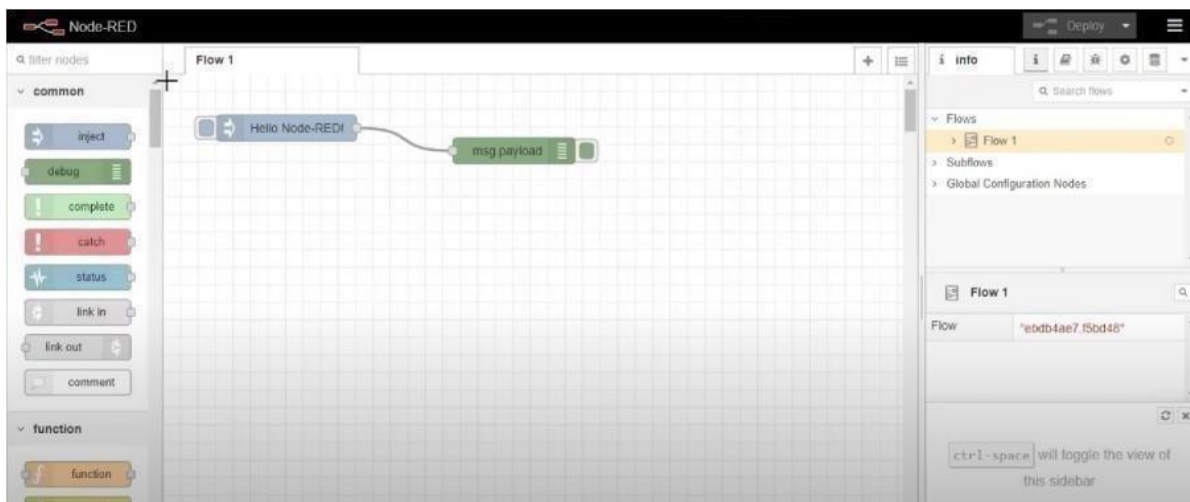 Node-RED
Deploy
filter nodes
Flow 1
i info
i
Search flows
common
inject
debug
complete
catch
status
link in
link out
comment
function
function
Hello Node-RED!
msg payload
Flows
Flow 1
Subflows
Global Configuration Nodes
Flow 1
Flow "ebdb4ae7.f5bd48"
ctrl-space will toggle the view of
this sidebar